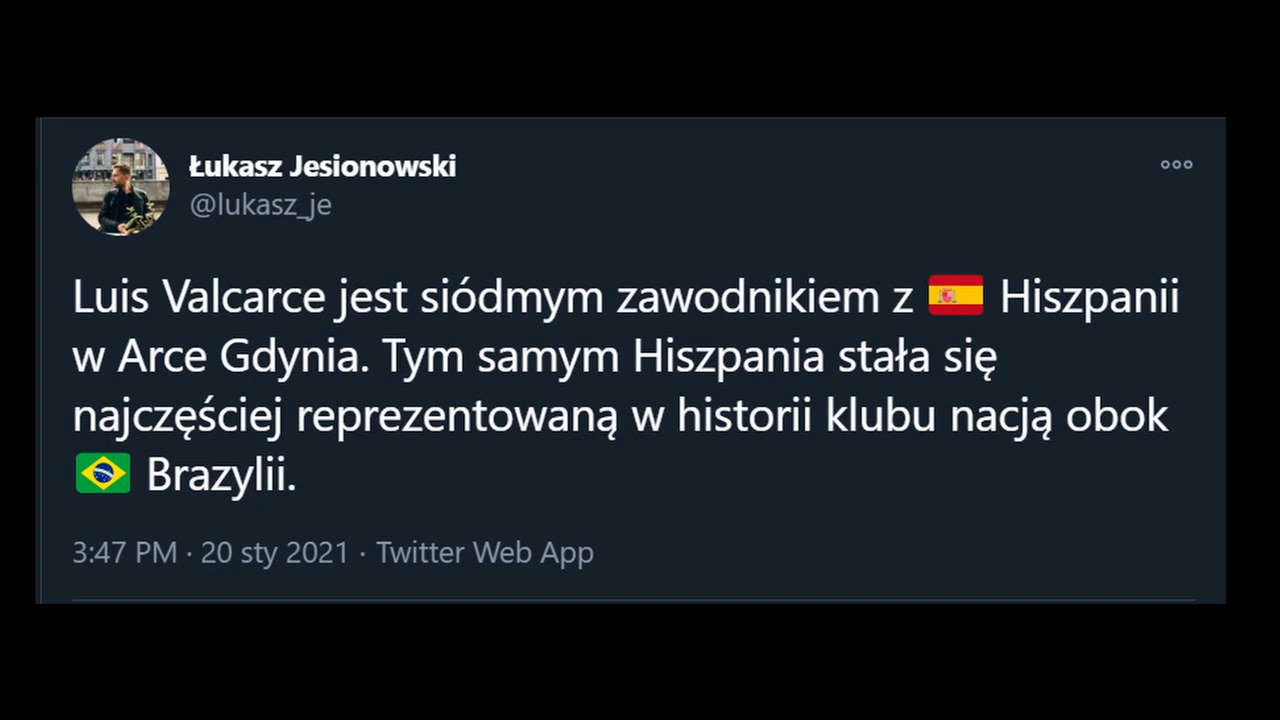 Łukasz Jesionowski
@lukasz_je
Luis Valcarce jest siódmym zawodnikiem z 🇪🇸 Hiszpanii
w Arce Gdynia. Tym samym Hiszpania stała się
najczęściej reprezentowaną w historii klubu nacją obok
🇧🇷 Brazylii.
3:47 PM · 20 sty 2021 · Twitter Web App